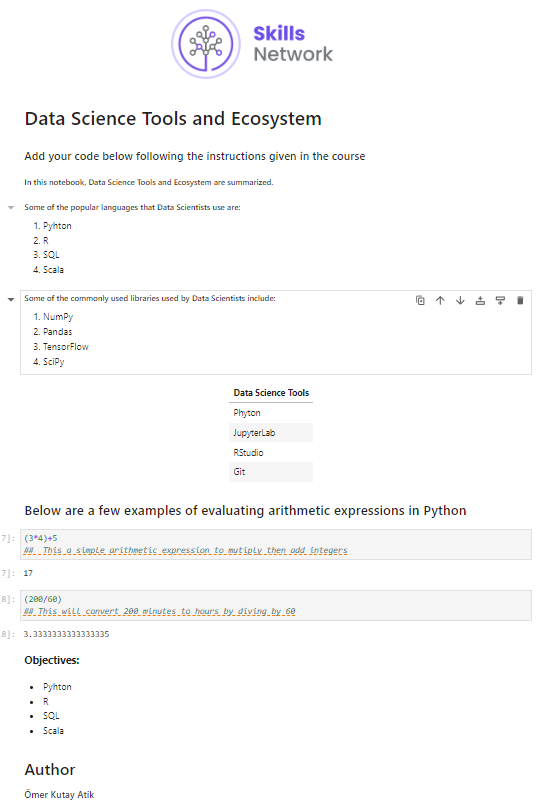 Skills
Network
Data Science Tools and Ecosystem
Add your code below following the instructions given in the course
In this notebook, Data Science Tools and Ecosystem are summarized.
Some of the popular languages that Data Scientists use are:
1. Pyhton
2. R
3. SQL
4. Scala
Some of the commonly used libraries used by Data Scientists include:
1. NumPy
2. Pandas
3. TensorFlow
4. SciPy
Data Science Tools
Phyton
JupyterLab
RStudio
Git
Below are a few examples of evaluating arithmetic expressions in Python
7]: (3*4)+5
## This a simple arithmetic expression to mutiply then add integers
7]: 17
8]: (200/60)
## This will convert 200 minutes to hours by diving by 60
8]: 3.3333333333333335
Objectives:
• Pyhton
• R
• SQL
• Scala
Author
Ömer Kutay Atik